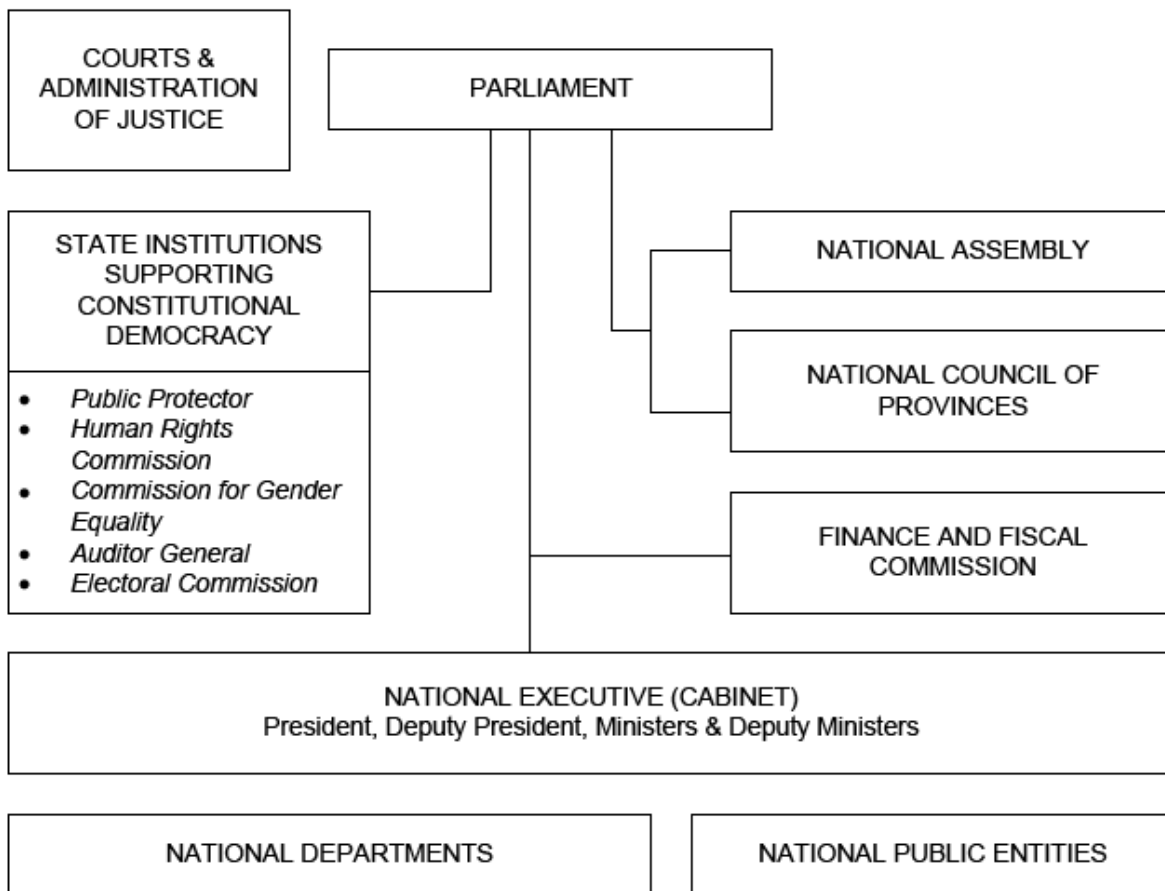 COURTS &
ADMINISTRATION
OF JUSTICE
PARLIAMENT
STATE INSTITUTIONS
SUPPORTING
CONSTITUTIONAL
DEMOCRACY
• Public Protector
• Human Rights
Commission
• Commission for Gender
Equality
• Auditor General
• Electoral Commission
NATIONAL ASSEMBLY
NATIONAL COUNCIL OF
PROVINCES
FINANCE AND FISCAL
COMMISSION
NATIONAL EXECUTIVE (CABINET)
President, Deputy President, Ministers & Deputy Ministers
NATIONAL DEPARTMENTS
NATIONAL PUBLIC ENTITIES